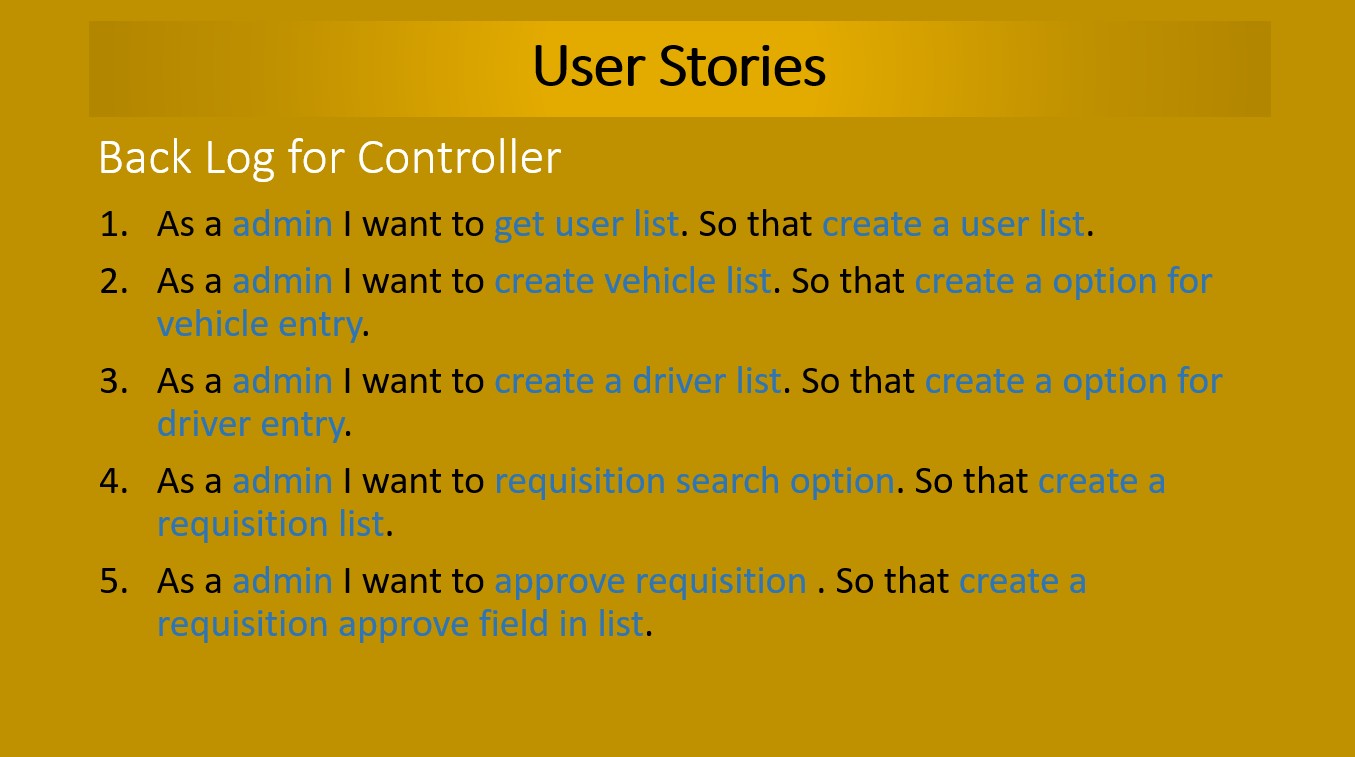 User Stories
Back Log for Controller
1. As a admin I want to get user list. So that create a user list.
2. As a admin I want to create vehicle list. So that create a option for
vehicle entry.
3. As a admin I want to create a driver list. So that create a option for
driver entry.
4. As a admin I want to requisition search option. So that create a
requisition list.
5. As a admin I want to approve requisition . So that create a
requisition approve field in list.